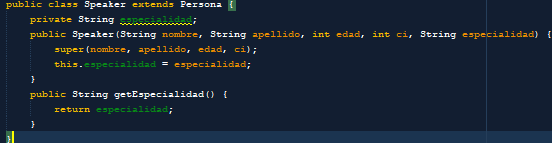 public class Speaker extends Persona {
private String especialidad;
public Speaker(String nombre, String apellido, int edad, int ci, String especialidad) {
super(nombre, apellido, edad, ci);
this.especialidad = especialidad;
}
public String getEspecialidad() {
return especialidad;
}
}